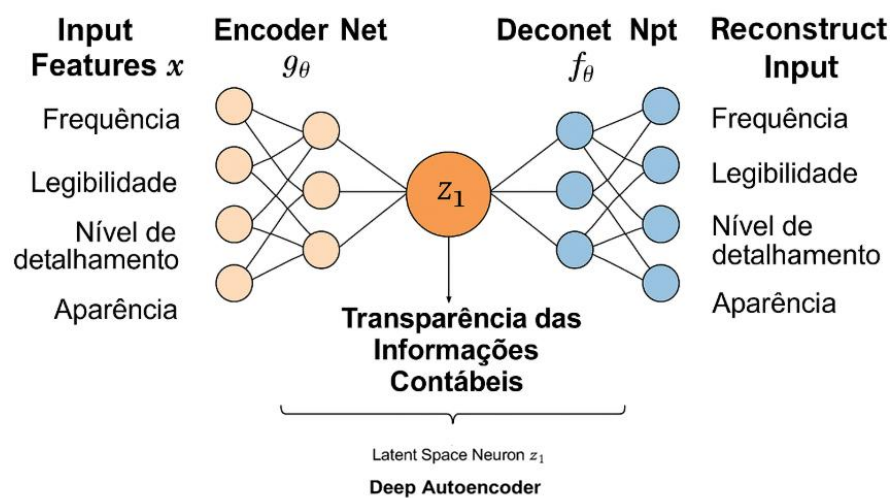 Input
Features x
Encoder Net
gθ
Deconet Npt
fθ
Reconstruct
Input
Frequência
Legibilidade
Nível de
detalhamento
Aparência
z₁
Frequência
Legibilidade
Nível de
detalhamento
Aparência
Transparência das
Informações
Contábeis
Latent Space Neuron z₁
Deep Autoencoder